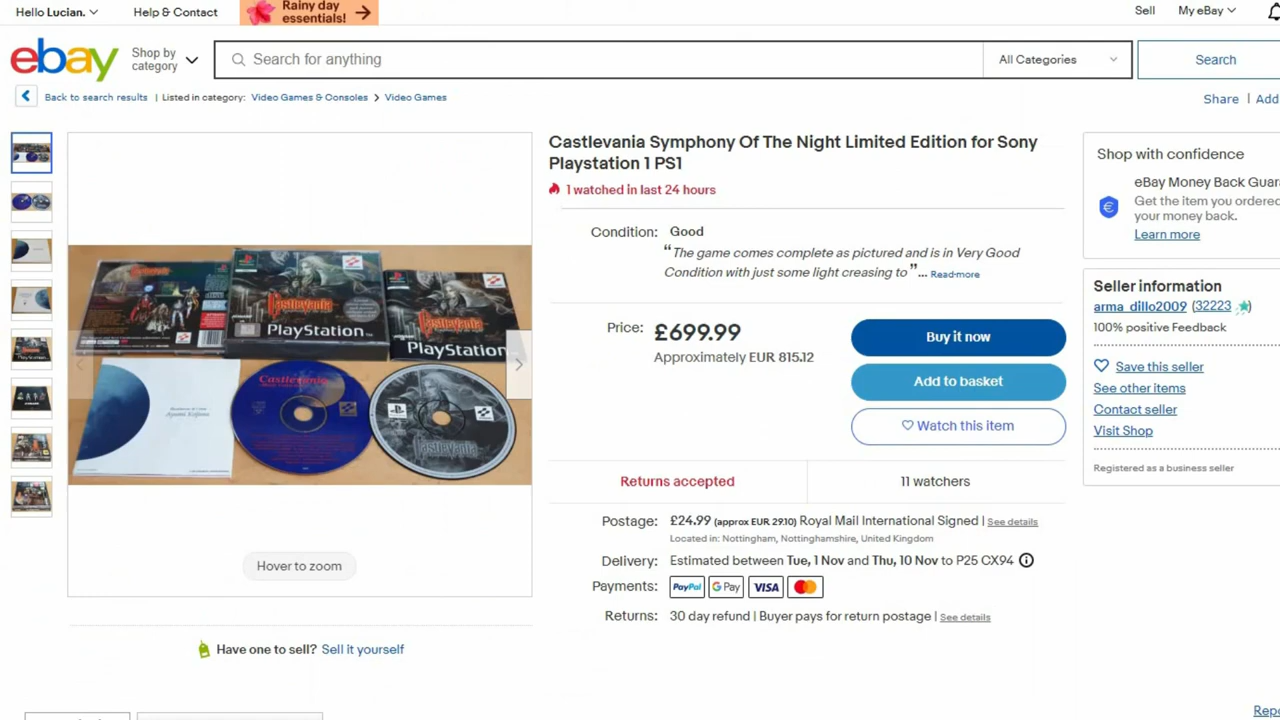 Hello Lucian.
Help & Contact
Rainy day
essentials!
Sell
My eBay
ebay
Shop by
category
Search for anything
All Categories
Search
Back to search results | Listed in category: Video Games & Consoles > Video Games
Share | Add
Castlevania Symphony Of The Night Limited Edition for Sony
Playstation 1 PS1
1 watched in last 24 hours
Condition: Good
“The game comes complete as pictured and is in Very Good
Condition with just some light creasing to ”... Read more
Price: £699.99
Approximately EUR 815.12
Buy it now
Add to basket
Watch this item
Returns accepted
11 watchers
Postage: £24.99 (approx EUR 29.10) Royal Mail International Signed | See details
Located in: Nottingham, Nottinghamshire, United Kingdom
Delivery: Estimated between Tue, 1 Nov and Thu, 10 Nov to P25 CX94
Payments: PayPal G Pay VISA
Returns: 30 day refund | Buyer pays for return postage | See details
Shop with confidence
eBay Money Back Guar
Get the item you ordered
your money back.
Learn more
Seller information
arma_dillo2009 (32223)
100% positive Feedback
Save this seller
See other items
Contact seller
Visit Shop
Registered as a business seller
Castlevania
PlayStation
Castlevania
PlayStation
Castlevania
KONAMI
Castlevania
Hover to zoom
Have one to sell? Sell it yourself
Repo